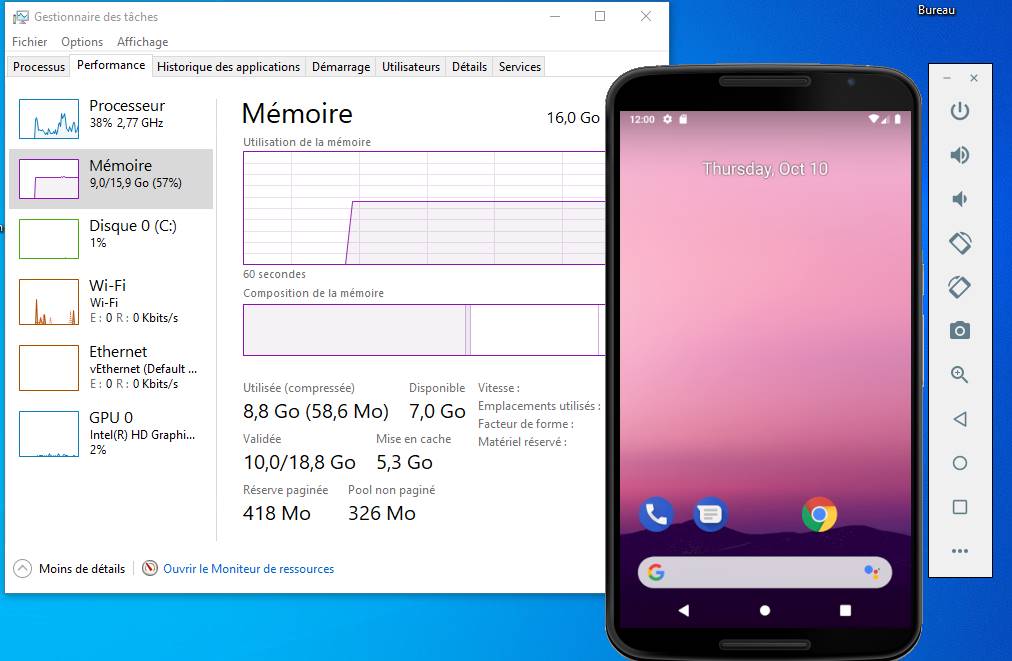 Bureau
Gestionnaire des tâches
Fichier Options Affichage
Processus Performance Historique des applications Démarrage Utilisateurs Détails Services
Processeur
38% 2,77 GHz
Mémoire
9,0/15,9 Go (57%)
Disque 0 (C:)
1%
Wi-Fi
Wi-Fi
E : 0 R : 0 Kbits/s
Ethernet
vEthernet (Default ...
E : 0 R : 0 Kbits/s
GPU 0
Intel(R) HD Graphi...
2%
Mémoire 16,0 Go
Utilisation de la mémoire
60 secondes
Composition de la mémoire
Utilisée (compressée) Disponible
8,8 Go (58,6 Mo) 7,0 Go
Validée Mise en cache
10,0/18,8 Go 5,3 Go
Réserve paginée Pool non paginé
418 Mo 326 Mo
Vitesse :
Emplacements utilisés :
Facteur de forme :
Matériel réservé :
Moins de détails Ouvrir le Moniteur de ressources
12:00
Thursday, Oct 10